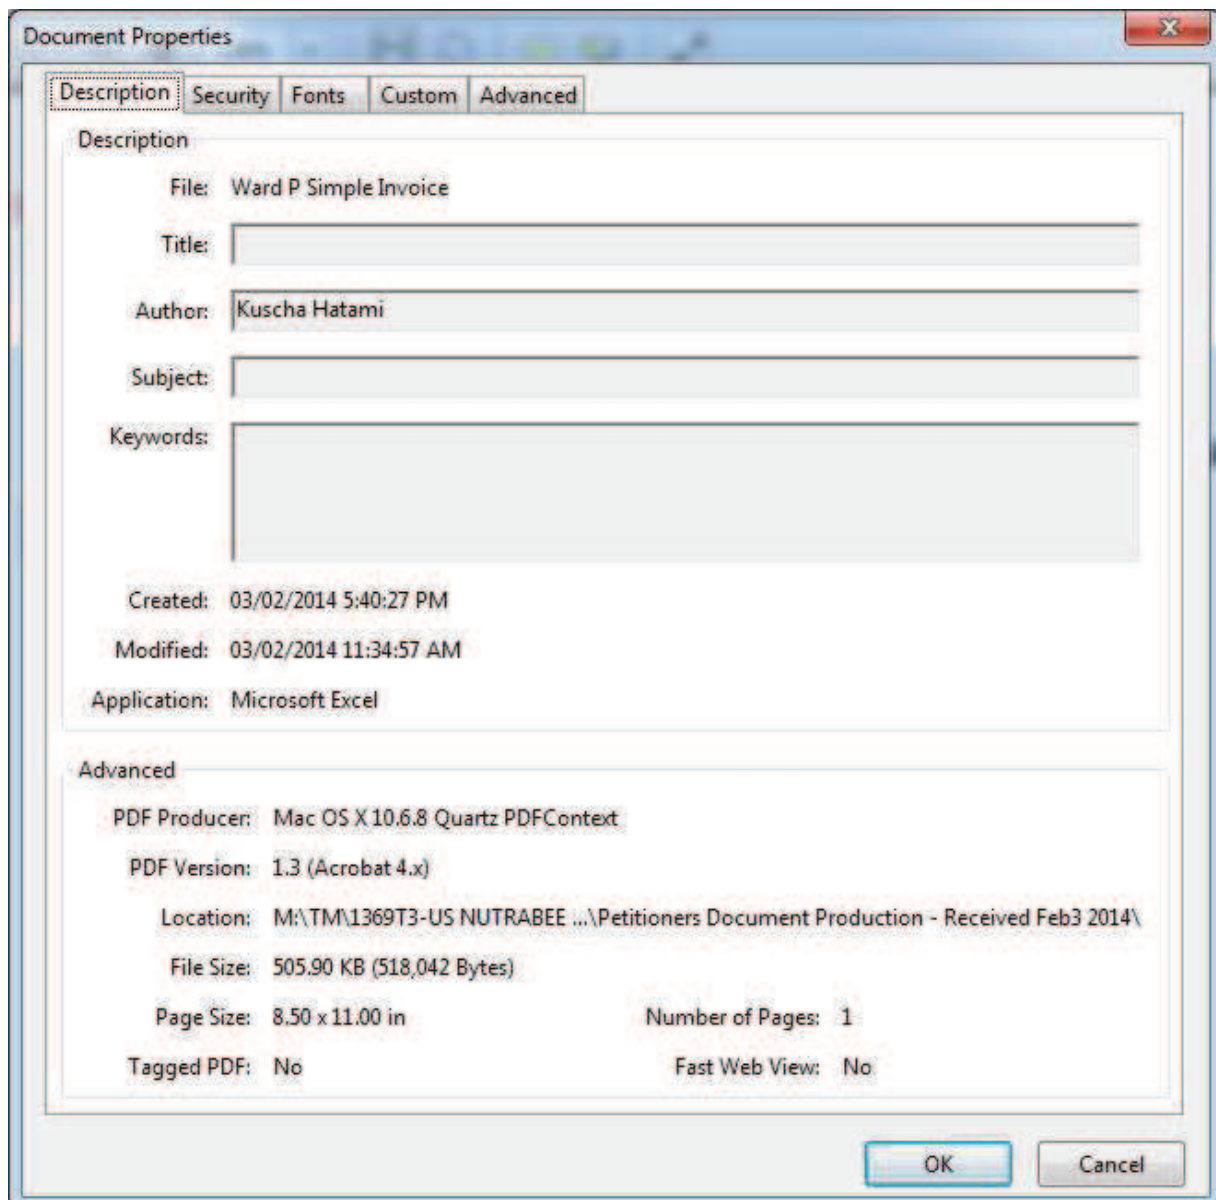 Document Properties
Description Security Fonts Custom Advanced
Description
File: Ward P Simple Invoice
Title:
Author: Kuscha Hatami
Subject:
Keywords:
Created: 03/02/2014 5:40:27 PM
Modified: 03/02/2014 11:34:57 AM
Application: Microsoft Excel
Advanced
PDF Producer: Mac OS X 10.6.8 Quartz PDFContext
PDF Version: 1.3 (Acrobat 4.x)
Location: M:\TM\1369T3-US NUTRABEE ...\Petitioners Document Production - Received Feb3 2014\
File Size: 505.90 KB (518,042 Bytes)
Page Size: 8.50 x 11.00 in Number of Pages: 1
Tagged PDF: No Fast Web View: No
OK Cancel